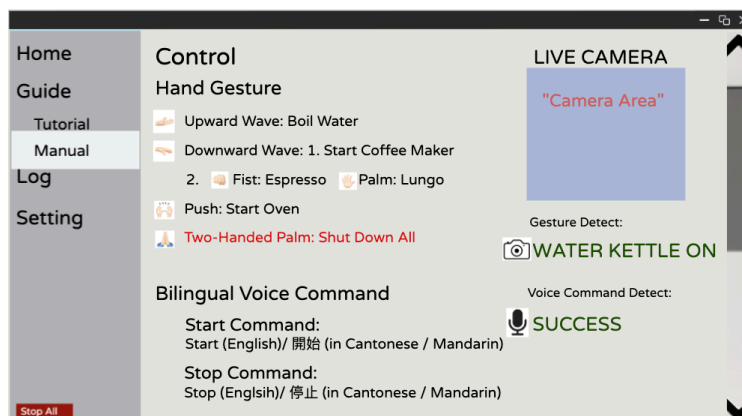 Home
Guide
Tutorial
Manual
Log
Setting
Stop All
Control
Hand Gesture
Upward Wave: Boil Water
Downward Wave: 1. Start Coffee Maker
2. Fist: Espresso Palm: Lungo
Push: Start Oven
Two-Handed Palm: Shut Down All
Bilingual Voice Command
Start Command:
Start (English)/ 開始 (in Cantonese / Mandarin)
Stop Command:
Stop (Englsih)/ 停止 (in Cantonese / Mandarin)
LIVE CAMERA
"Camera Area"
Gesture Detect:
WATER KETTLE ON
Voice Command Detect:
SUCCESS